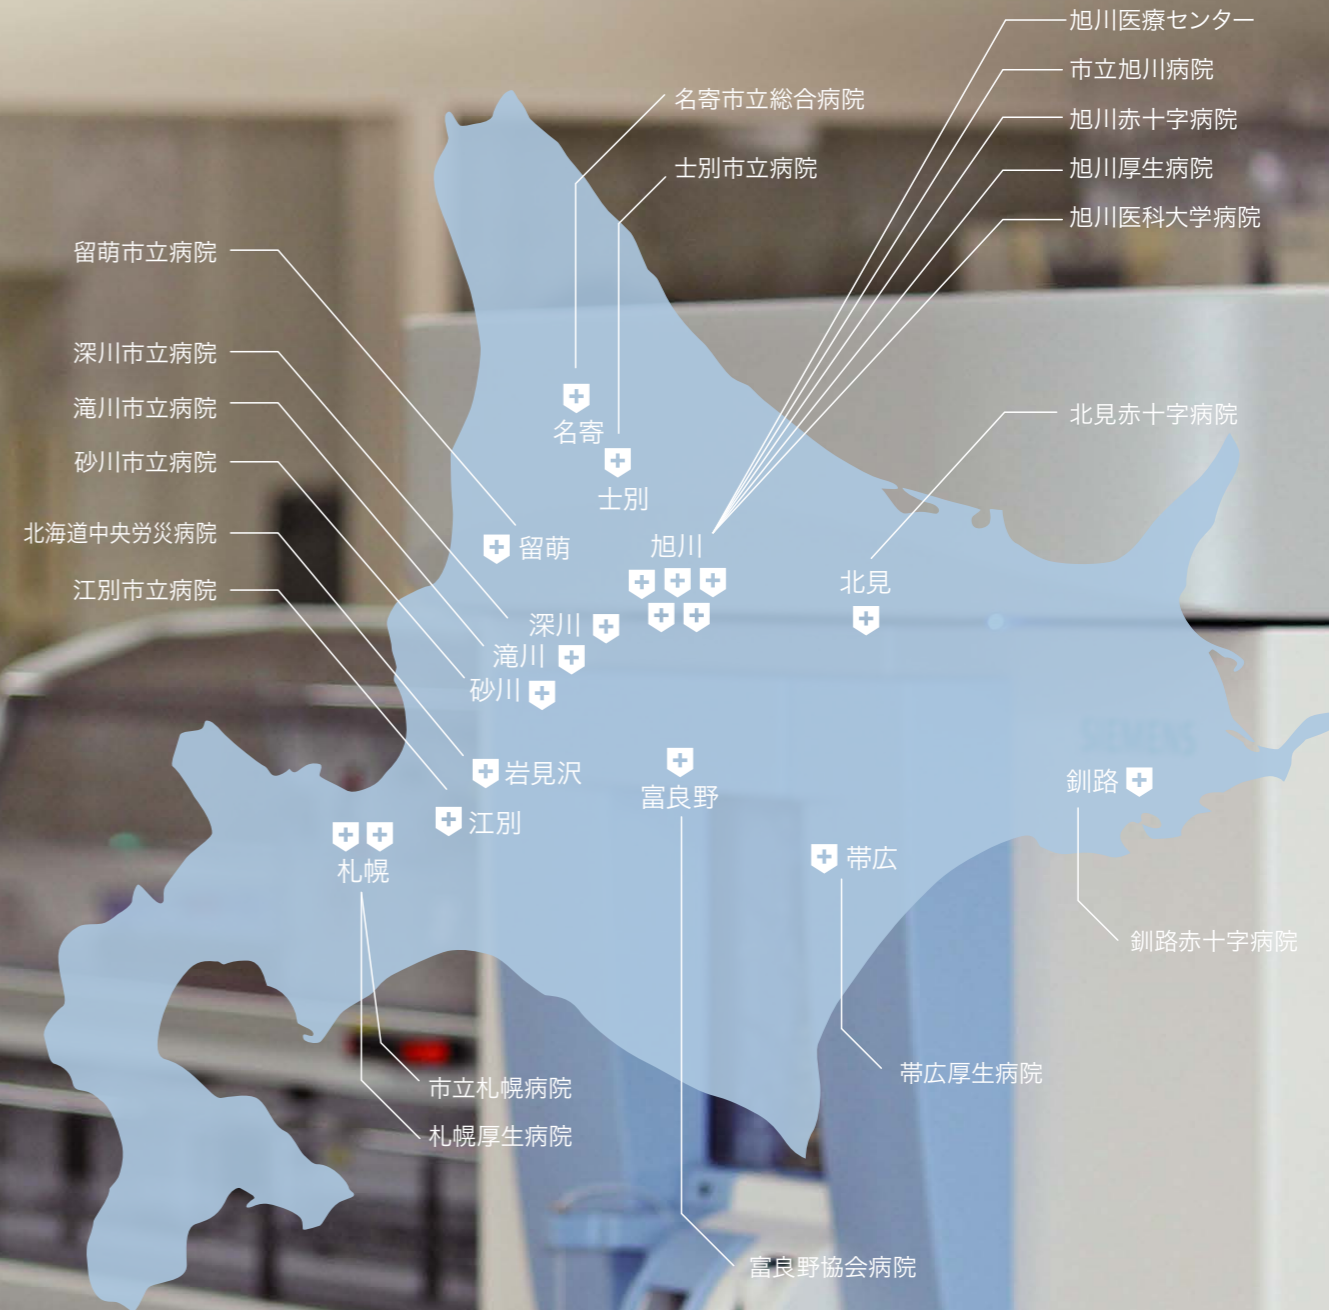 旭川医療センター
市立旭川病院
名寄市立総合病院
旭川赤十字病院
士別市立病院
旭川厚生病院
旭川医科大学病院
留萌市立病院
深川市立病院
滝川市立病院
北見赤十字病院
名寄
砂川市立病院
士別
北海道中央労災病院
留萌
旭川
北見
江別市立病院
深川
滝川
砂川
SIEMENS
岩見沢
富良野
釧路
江別
札幌
帯広
釧路赤十字病院
帯広厚生病院
市立札幌病院
札幌厚生病院
富良野協会病院